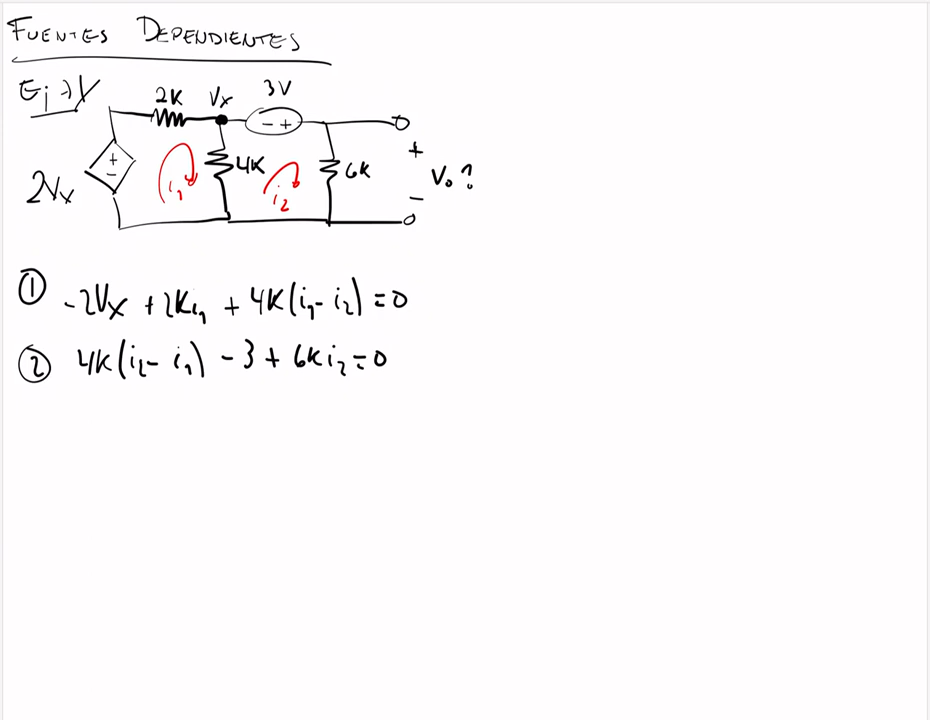 FUENTES DEPENDIENTES
Ej
2K Vx 3V
- +
+
-
2Vx
i₁
4K
i₂
6K
+
V₀?
-
① -2Vx + 2Ki₁ + 4K(i₁- i₂) = 0
② 4K(i₂- i₁) - 3 + 6Ki₂ = 0